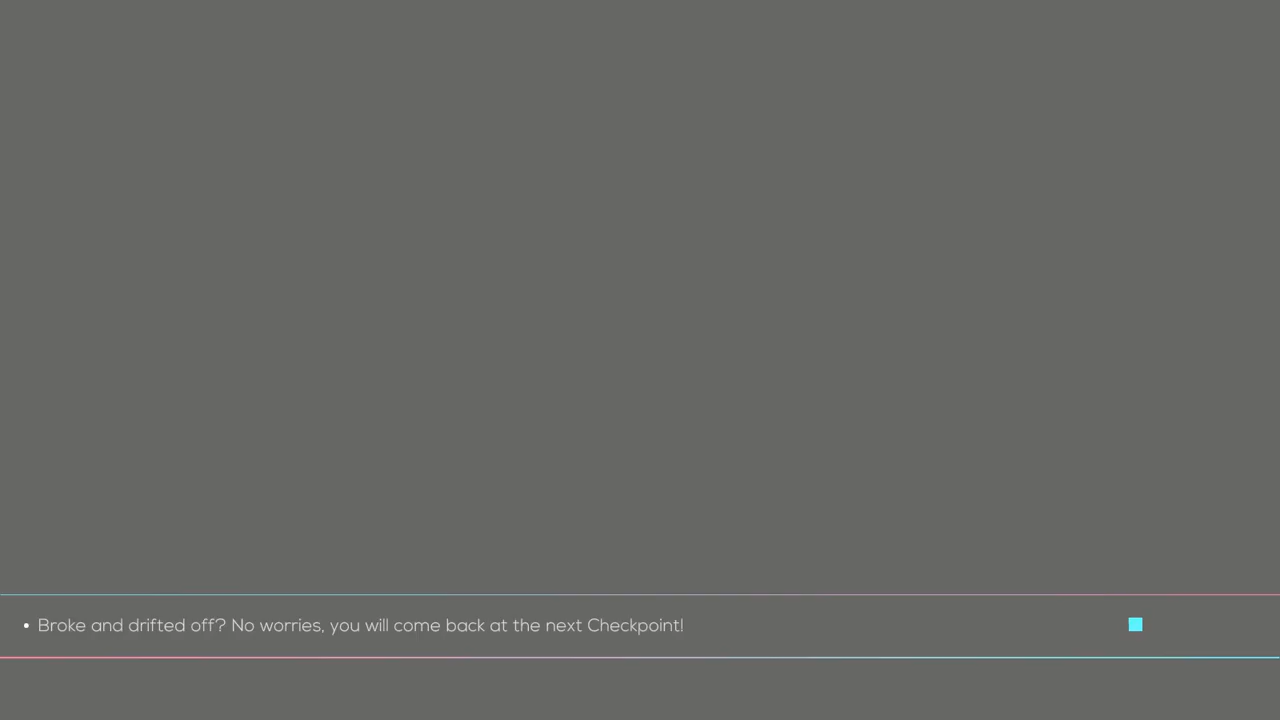 • Broke and drifted off? No worries, you will come back at the next Checkpoint!